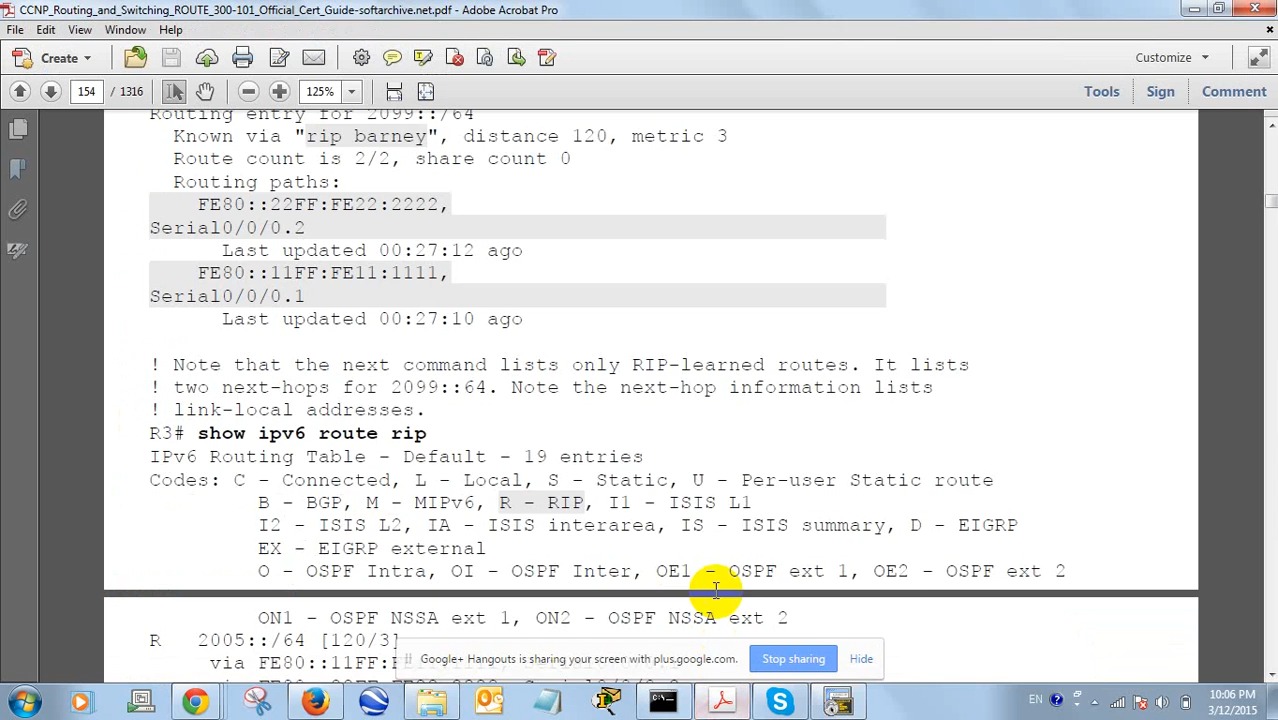 CCNP_Routing_and_Switching_ROUTE_300-101_Official_Cert_Guide-softarchive.net.pdf - Adobe Acrobat Pro
File Edit View Window Help
Create
Customize
154 / 1316 125% Tools Sign Comment
Routing entry for 2099::/64
Known via "rip barney", distance 120, metric 3
Route count is 2/2, share count 0
Routing paths:
FE80::22FF:FE22:2222,
Serial0/0/0.2
Last updated 00:27:12 ago
FE80::11FF:FE11:1111,
Serial0/0/0.1
Last updated 00:27:10 ago
! Note that the next command lists only RIP-learned routes. It lists
! two next-hops for 2099::64. Note the next-hop information lists
! link-local addresses.
R3# show ipv6 route rip
IPv6 Routing Table - Default - 19 entries
Codes: C - Connected, L - Local, S - Static, U - Per-user Static route
B - BGP, M - MIPv6, R - RIP, I1 - ISIS L1
I2 - ISIS L2, IA - ISIS interarea, IS - ISIS summary, D - EIGRP
EX - EIGRP external
O - OSPF Intra, OI - OSPF Inter, OE1 - OSPF ext 1, OE2 - OSPF ext 2
ON1 - OSPF NSSA ext 1, ON2 - OSPF NSSA ext 2
R 2005::/64 [120/3]
via FE80::11FF:
Google+ Hangouts is sharing your screen with plus.google.com. Stop sharing Hide
EN 10:06 PM
3/12/2015